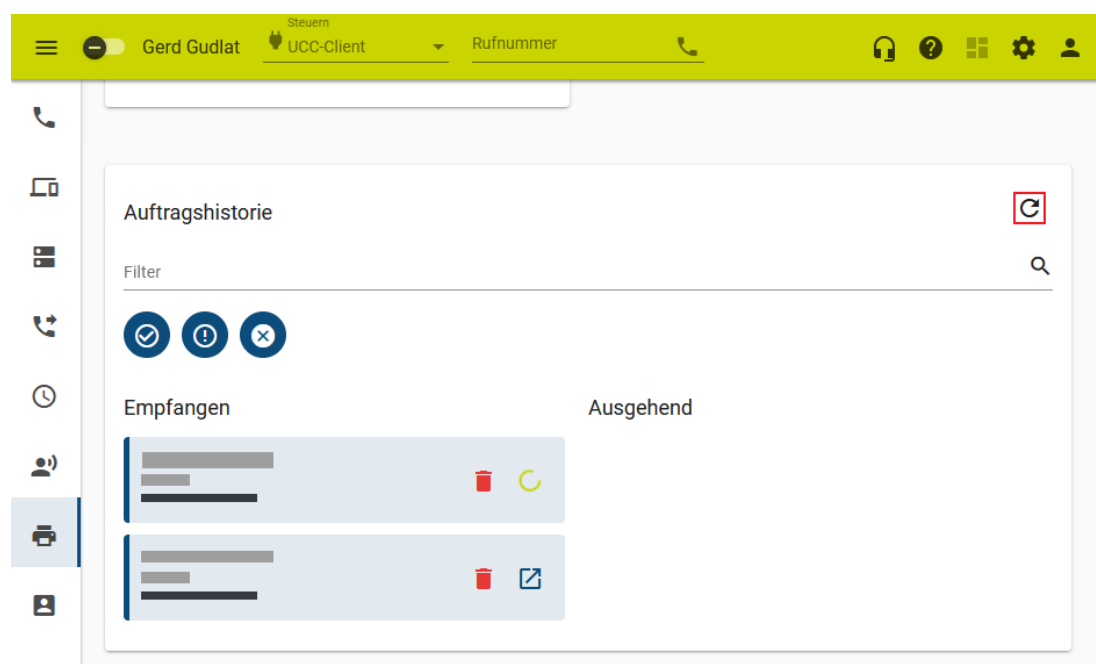 Steuern
Gerd Gudlat UCC-Client Rufnummer
Auftragshistorie
Filter
Empfangen Ausgehend